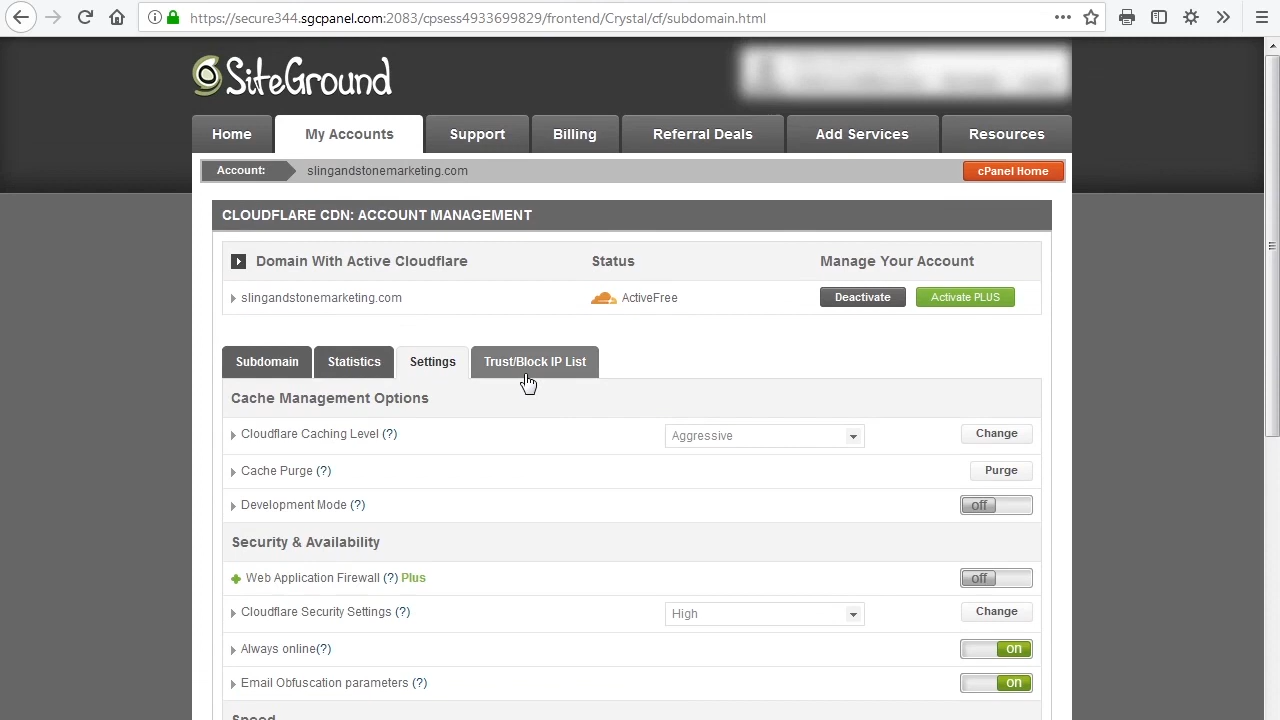 https://secure344.sgcpanel.com:2083/cpsess4933699829/frontend/Crystal/cf/subdomain.html
SiteGround
Home My Accounts Support Billing Referral Deals Add Services Resources
Account: slingandstonemarketing.com cPanel Home
CLOUDFLARE CDN: ACCOUNT MANAGEMENT
Domain With Active Cloudflare Status Manage Your Account
slingandstonemarketing.com ActiveFree Deactivate Activate PLUS
Subdomain Statistics Settings Trust/Block IP List
Cache Management Options
Cloudflare Caching Level (?) Aggressive Change
Cache Purge (?) Purge
Development Mode (?) off
Security & Availability
Web Application Firewall (?) Plus off
Cloudflare Security Settings (?) High Change
Always online(?) on
Email Obfuscation parameters (?) on
Speed